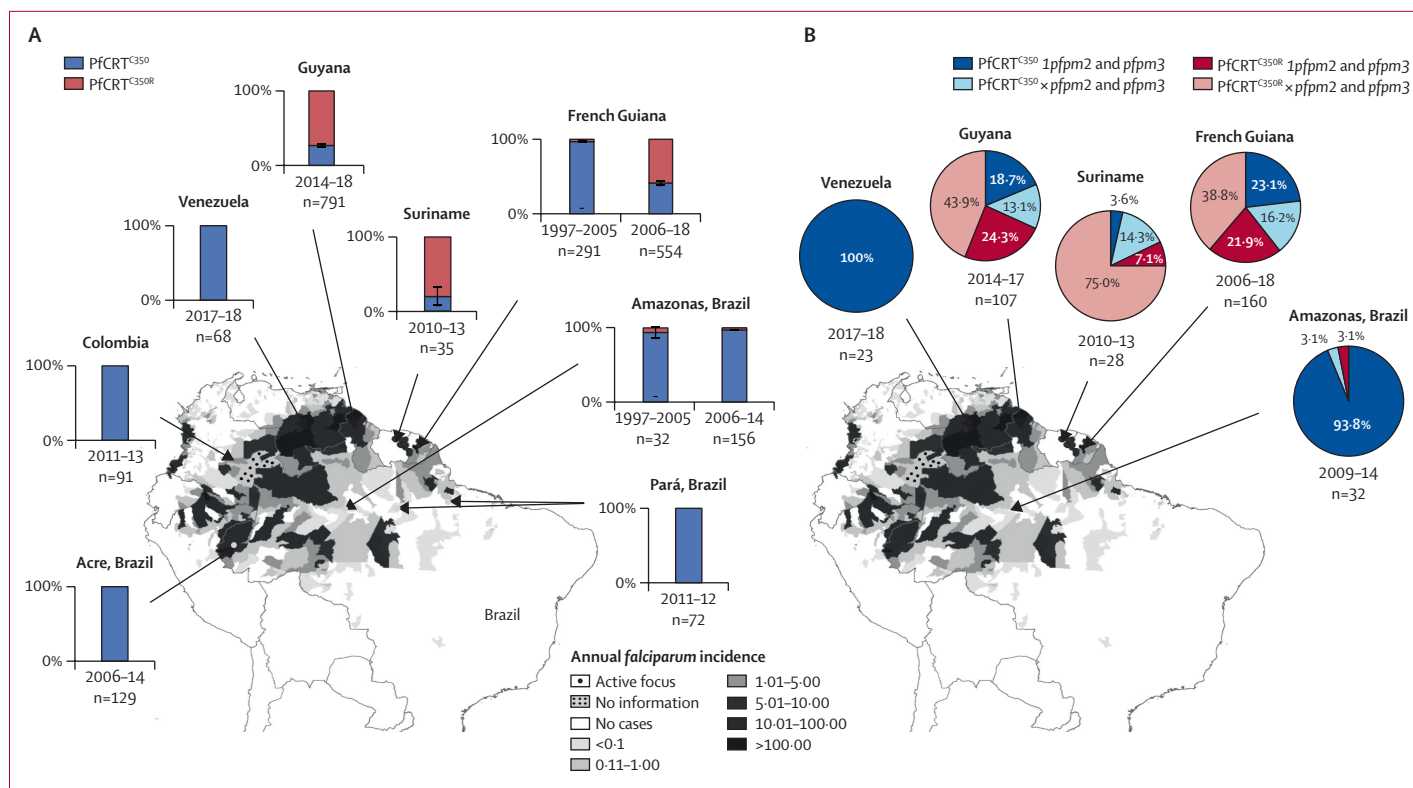 A
PfCRT^C350
PfCRT^C350R
Guyana
100%
0%
2014–18
n=791
French Guiana
100%
0%
1997–2005
n=291
2006–18
n=554
Venezuela
100%
0%
2017–18
n=68
Suriname
100%
0%
2010–13
n=35
Colombia
100%
0%
2011–13
n=91
Amazonas, Brazil
100%
0%
1997–2005
n=32
2006–14
n=156
Pará, Brazil
100%
0%
2011–12
n=72
Acre, Brazil
100%
0%
2006–14
n=129
Brazil
Annual falciparum incidence
Active focus
No information
No cases
<0·1
0·11–1·00
1·01–5·00
5·01–10·00
10·01–100·00
>100·00
B
PfCRT^C350 1pfpm2 and pfpm3
PfCRT^C350 × pfpm2 and pfpm3
PfCRT^C350R 1pfpm2 and pfpm3
PfCRT^C350R × pfpm2 and pfpm3
Venezuela
100%
2017–18
n=23
Guyana
18·7%
13·1%
24·3%
43·9%
2014–17
n=107
Suriname
3·6%
14·3%
7·1%
75·0%
2010–13
n=28
French Guiana
23·1%
16·2%
21·9%
38·8%
2006–18
n=160
Amazonas, Brazil
3·1%
3·1%
93·8%
2009–14
n=32